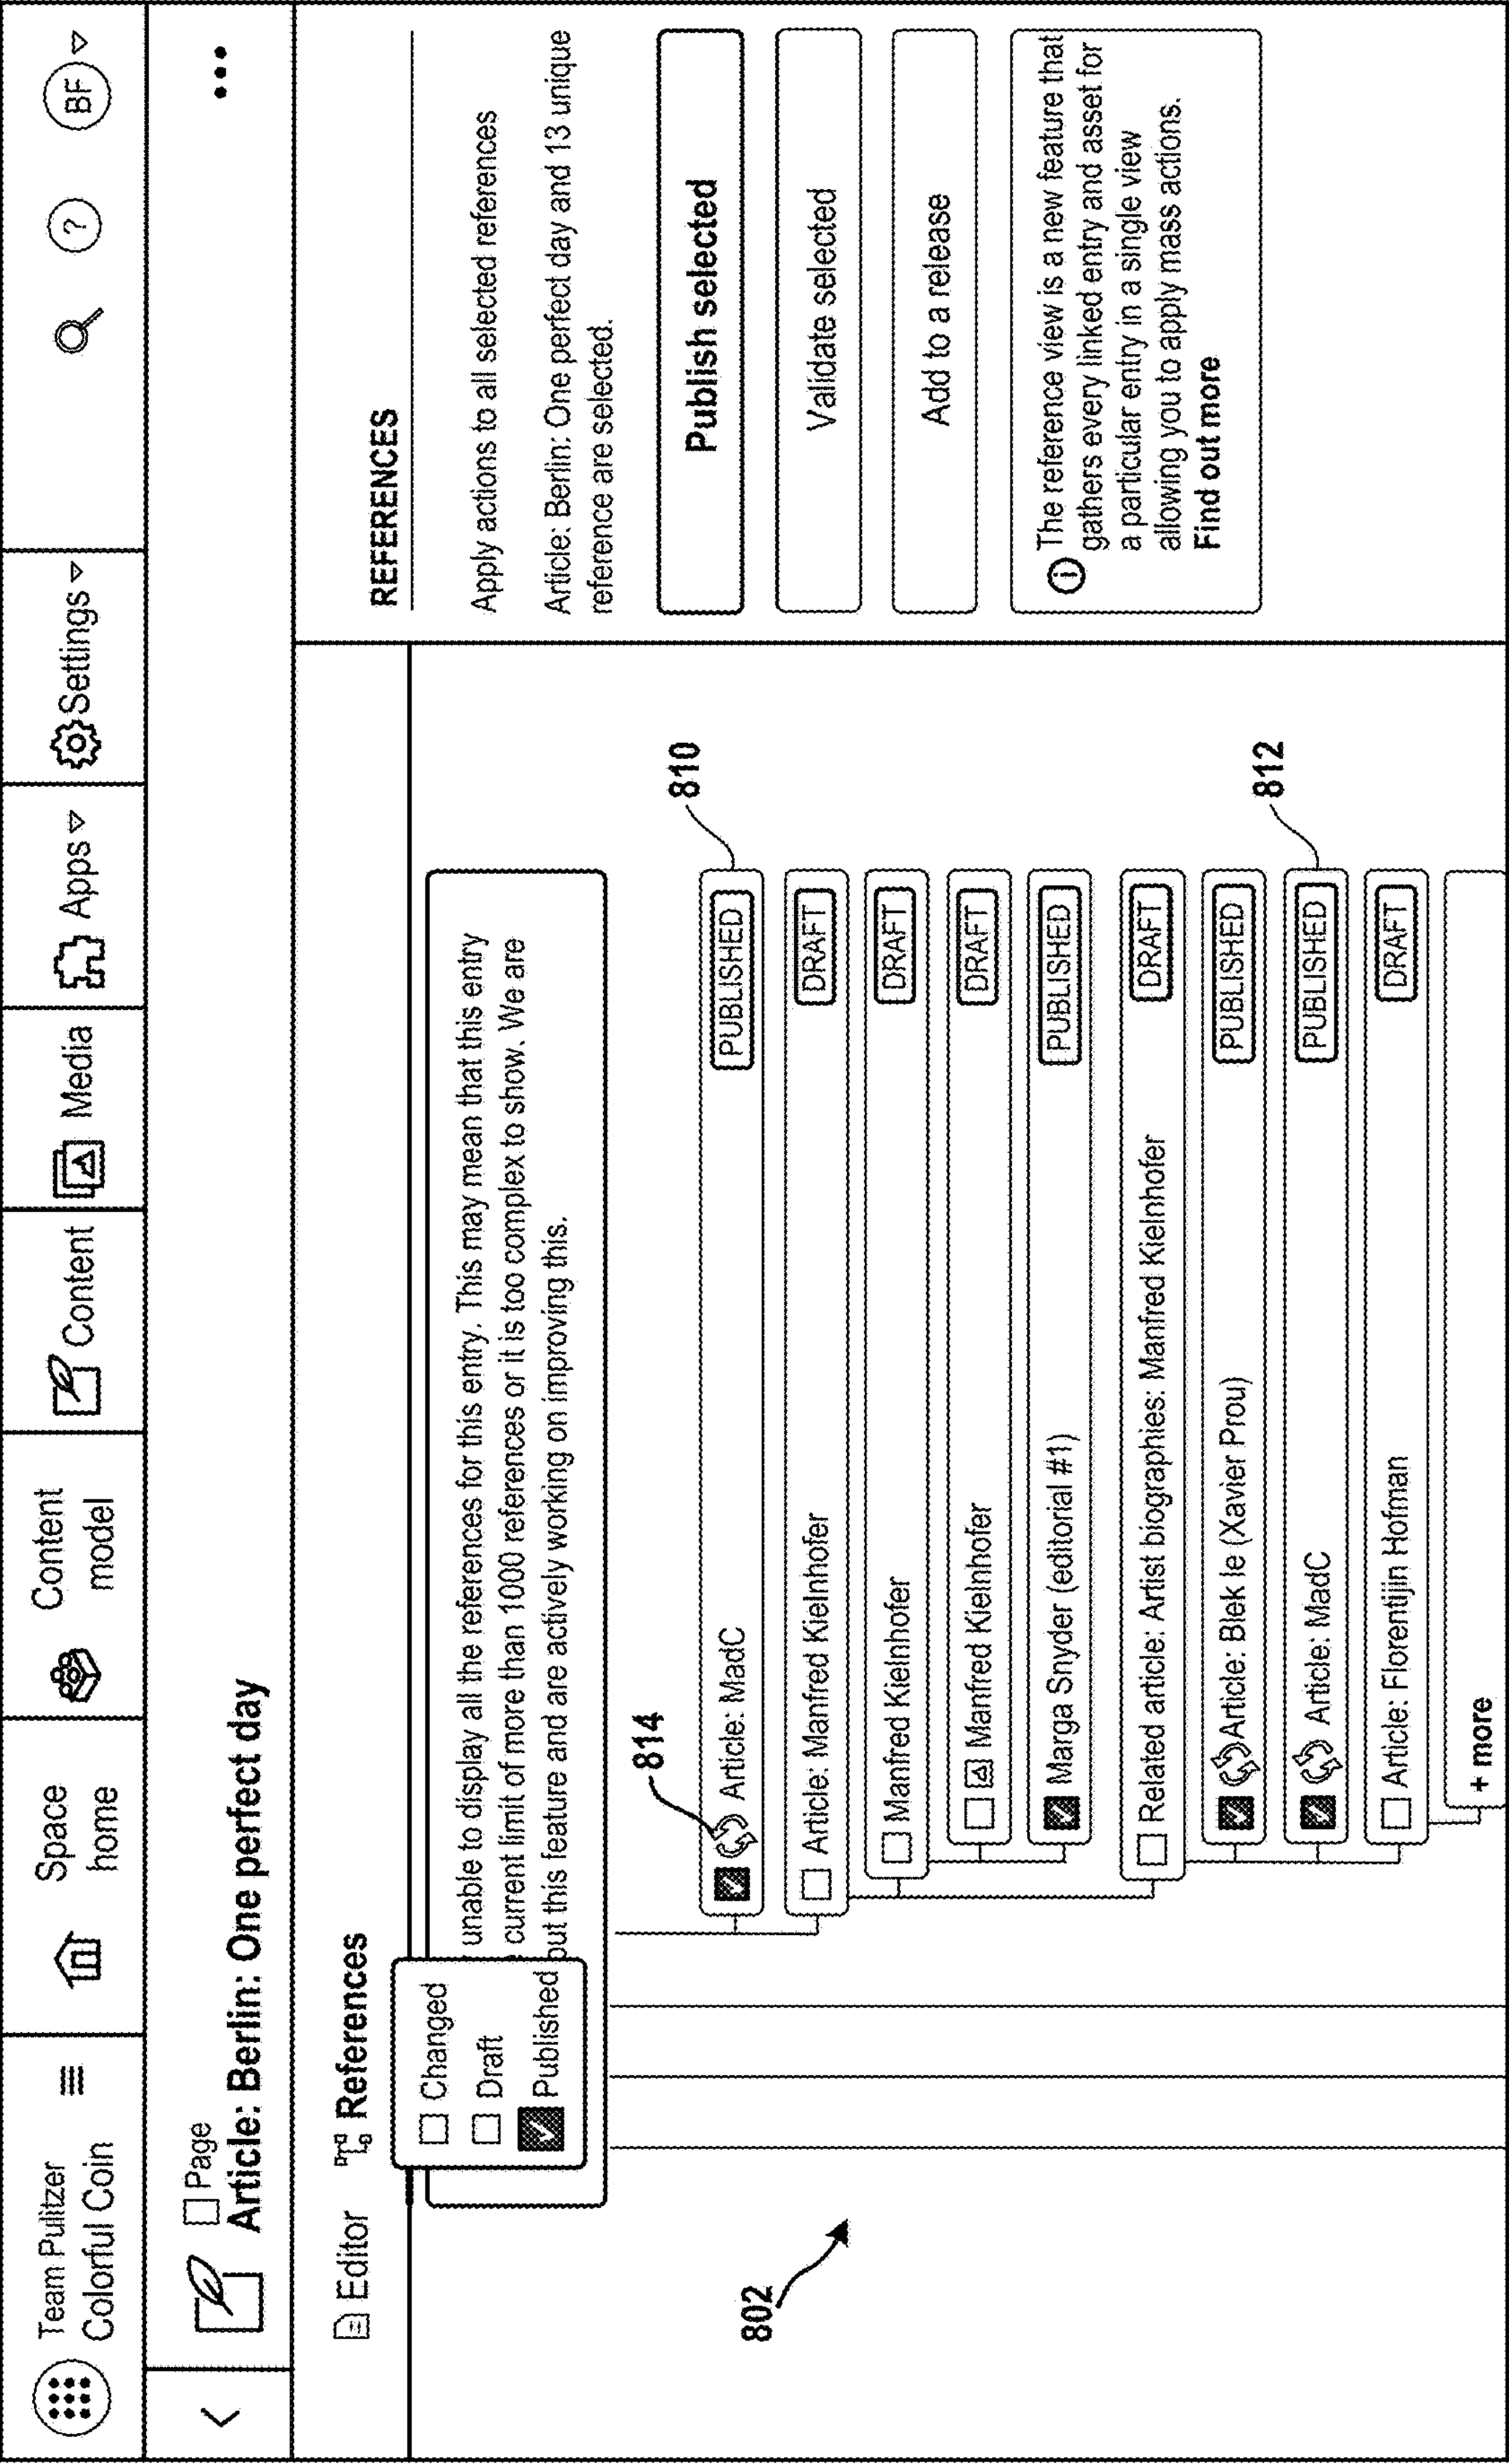 Team Pulitzer
Colorful Coin
Space
home
Content
model
Content
Media
Apps
Settings
?
BF
Page
Article: Berlin: One perfect day
Editor
References
Changed
Draft
Published
unable to display all the references for this entry. This may mean that this entry
current limit of more than 1000 references or it is too complex to show. We are
out this feature and are actively working on improving this.
814
810
Article: MadC PUBLISHED
Article: Manfred Kielnhofer DRAFT
Manfred Kielnhofer DRAFT
Manfred Kielnhofer DRAFT
Marga Snyder (editorial #1) PUBLISHED
Related article: Artist biographies: Manfred Kielnhofer DRAFT
Article: Blek le (Xavier Prou) PUBLISHED
812
Article: MadC PUBLISHED
Article: Florentijin Hofman DRAFT
+ more
802
REFERENCES
Apply actions to all selected references
Article: Berlin: One perfect day and 13 unique
reference are selected.
Publish selected
Validate selected
Add to a release
The reference view is a new feature that
gathers every linked entry and asset for
a particular entry in a single view
allowing you to apply mass actions.
Find out more